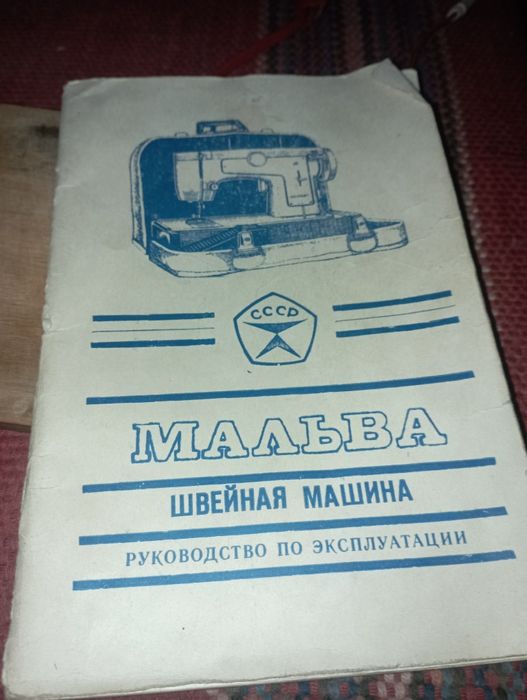 СССР
МАЛЬВА
ШВЕЙНАЯ МАШИНА
РУКОВОДСТВО ПО ЭКСПЛУАТАЦИИ